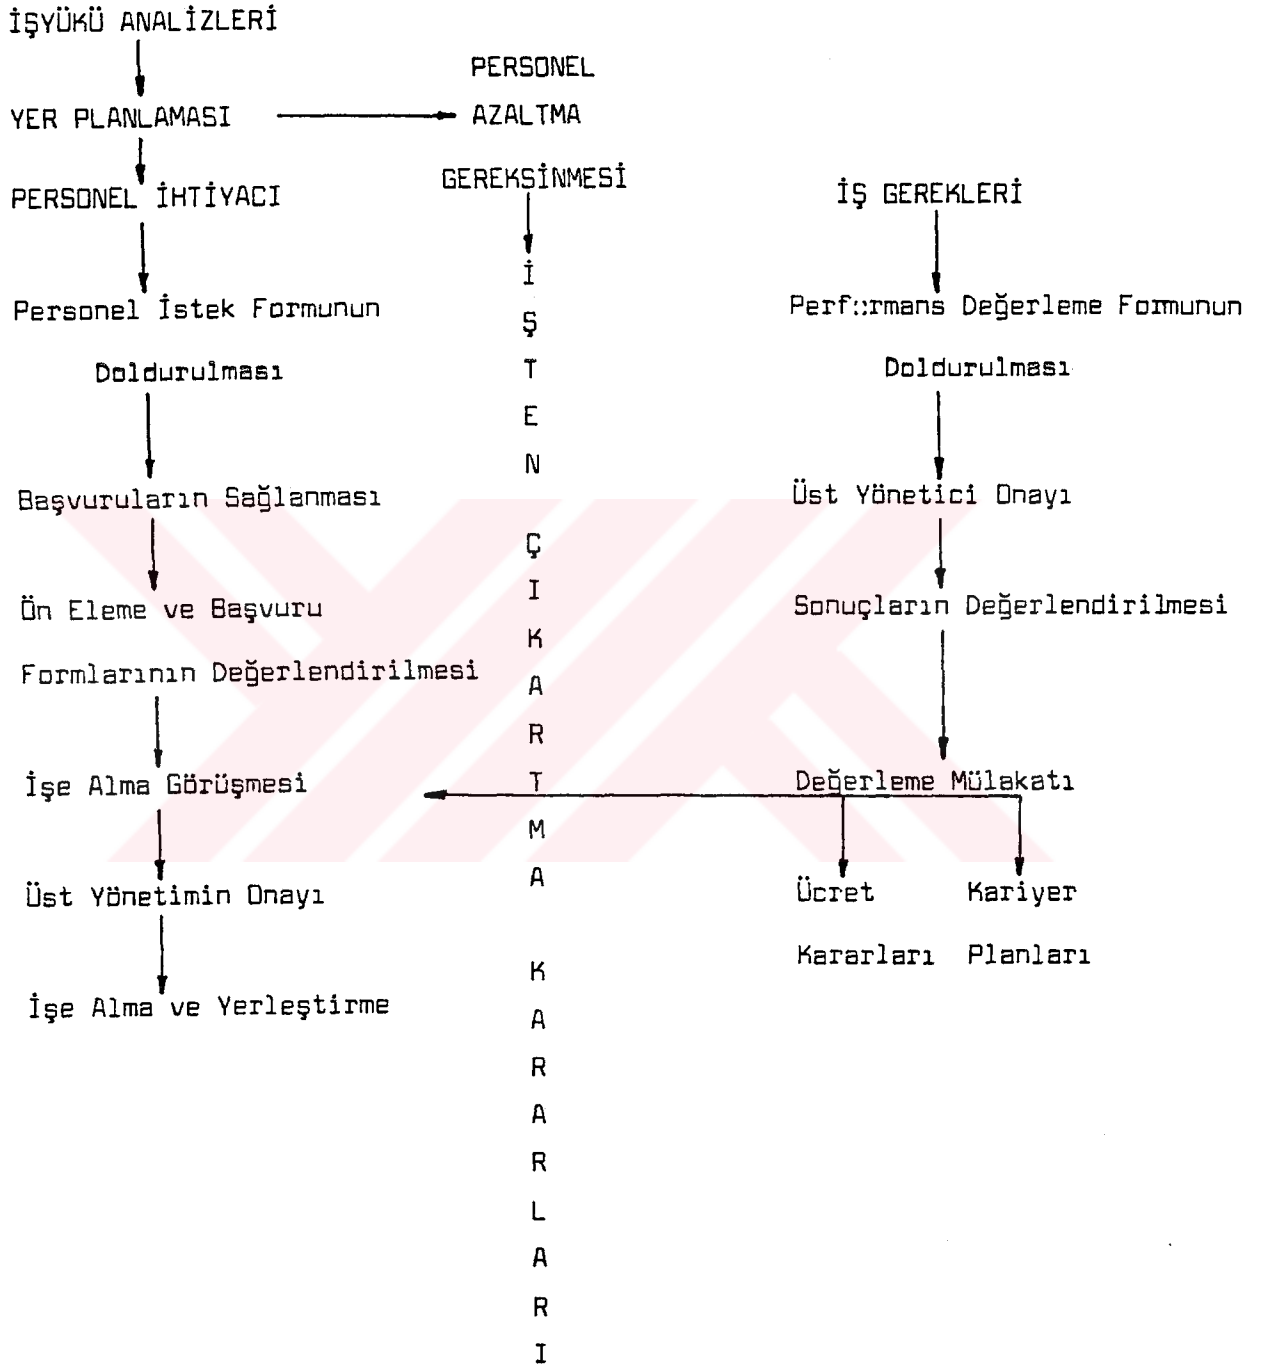 İŞYÜKÜ ANALİZLERİ
YER PLANLAMASI
PERSONEL İHTİYACI
Personel İstek Formunun
Doldurulması
Başvuruların Sağlanması
Ön Eleme ve Başvuru
Formlarının Değerlendirilmesi
İşe Alma Görüşmesi
Üst Yönetimin Onayı
İşe Alma ve Yerleştirme
PERSONEL
AZALTMA
GEREKSİNMESİ
İ
Ş
T
E
N
Ç
I
K
A
R
T
M
A
K
A
R
A
R
L
A
R
I
İŞ GEREKLERİ
Değerleme Formunun
Doldurulması
Üst Yönetici Onayı
Sonuçların Değerlendirilmesi
Değerleme Mülakatı
Ücret
Kararları
Kariyer
Planları